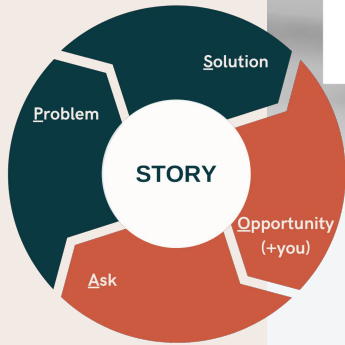 Solution
Problem
STORY
Opportunity
(+you)
Ask